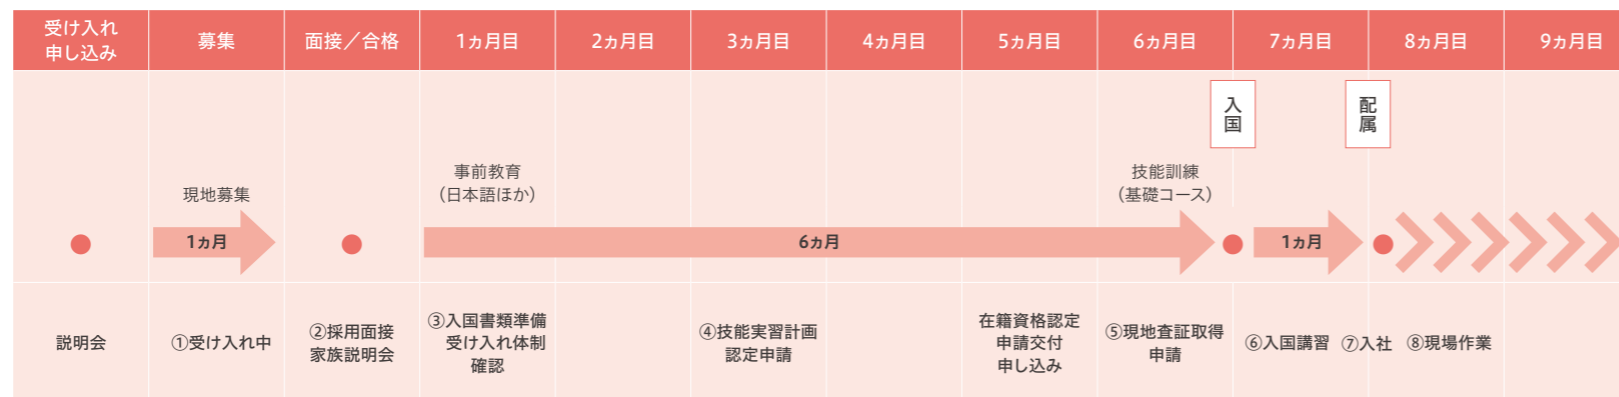 受け入れ
申し込み
募集
面接／合格
1ヵ月目
2ヵ月目
3ヵ月目
4ヵ月目
5ヵ月目
6ヵ月目
7ヵ月目
8ヵ月目
9ヵ月目
入国
配属
現地募集
事前教育
（日本語ほか）
技能訓練
（基礎コース）
1ヵ月
6ヵ月
1ヵ月
説明会
①受け入れ中
②採用面接
家族説明会
③入国書類準備
受け入れ体制
確認
④技能実習計画
認定申請
在籍資格認定
申請交付
申し込み
⑤現地査証取得
申請
⑥入国講習
⑦入社
⑧現場作業